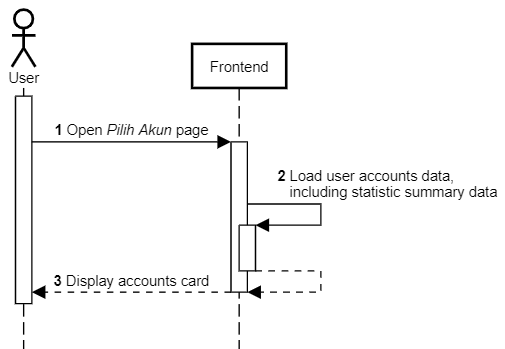 User
Frontend
1 Open Pilih Akun page
2 Load user accounts data,
including statistic summary data
3 Display accounts card